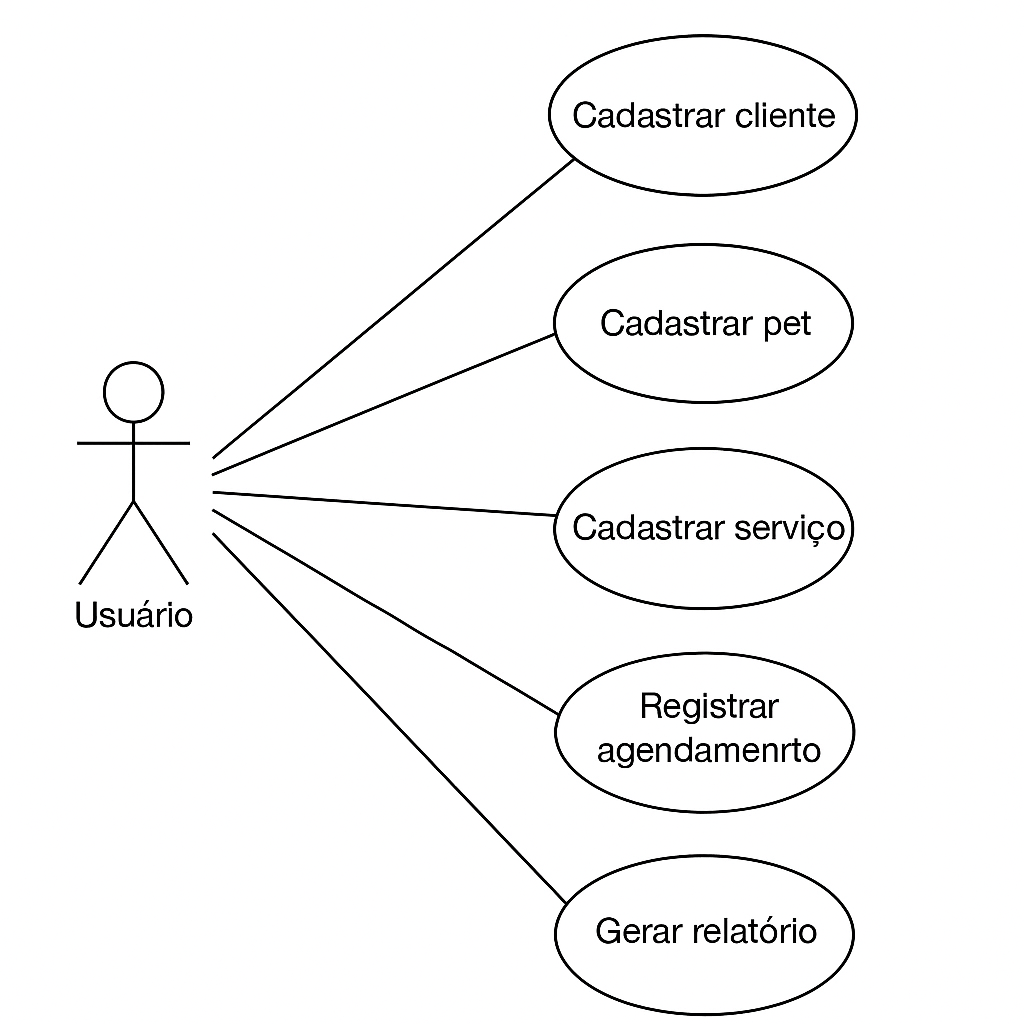 Cadastrar cliente
Cadastrar pet
Cadastrar serviço
Usuário
Registrar
agendamenrto
Gerar relatório